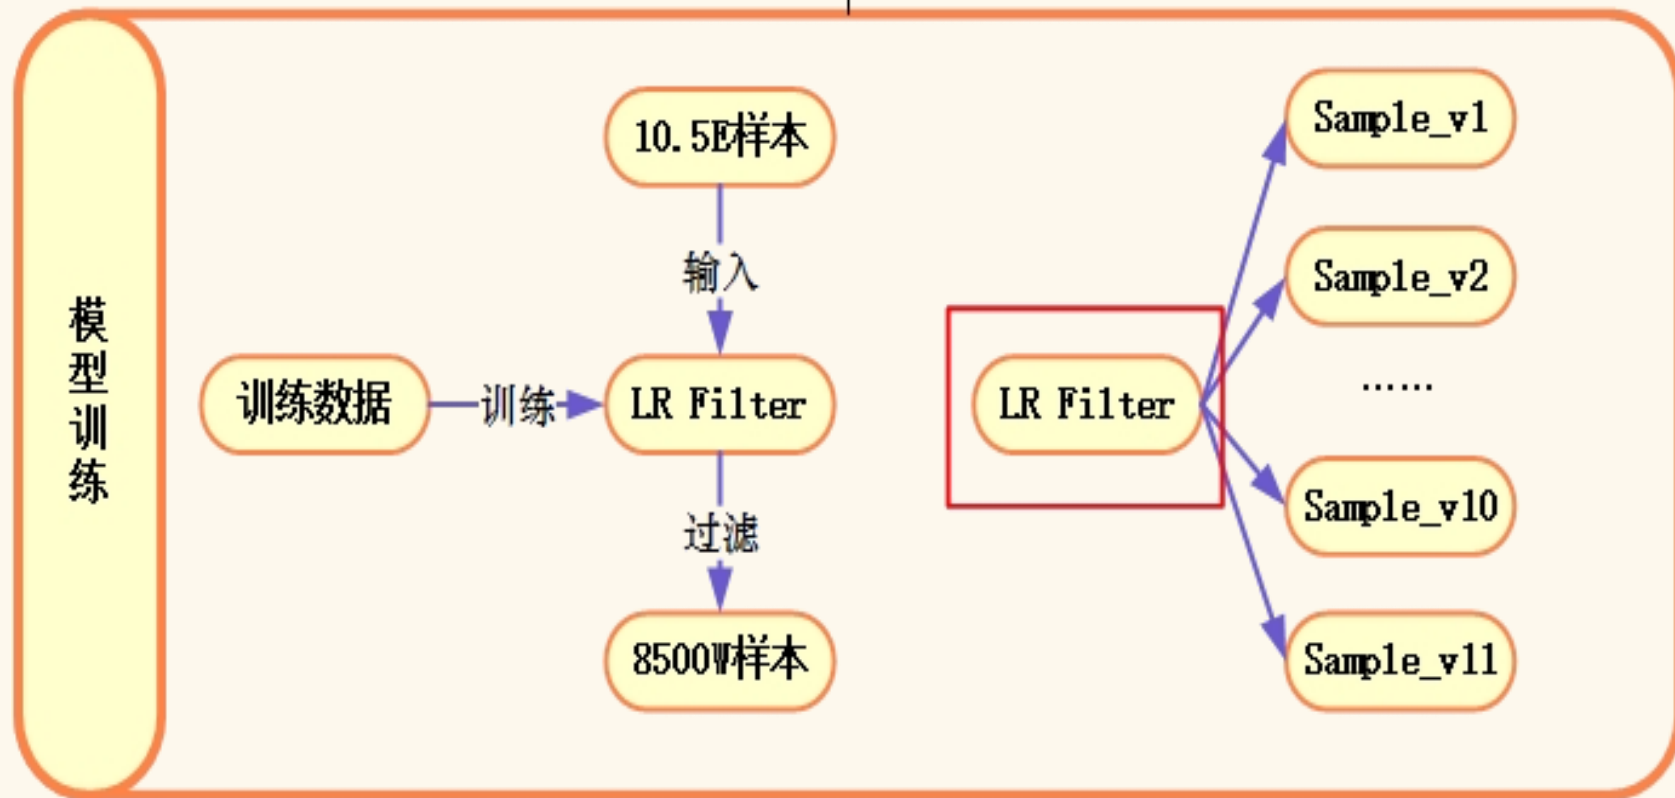 模型训练
10.5E样本
输入
训练数据
训练
LR Filter
过滤
8500W样本
LR Filter
Sample_v1
Sample_v2
......
Sample_v10
Sample_v11